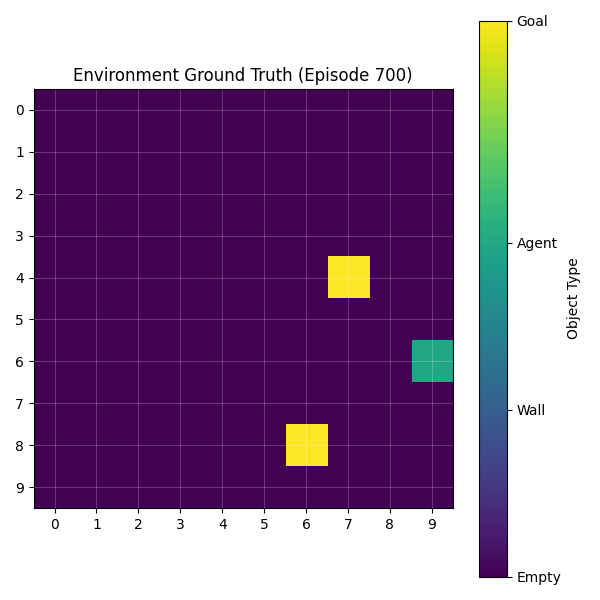 Environment Ground Truth (Episode 700)
0
1
2
3
4
5
6
7
8
9
0 1 2 3 4 5 6 7 8 9
Goal
Agent
Wall
Empty
Object Type